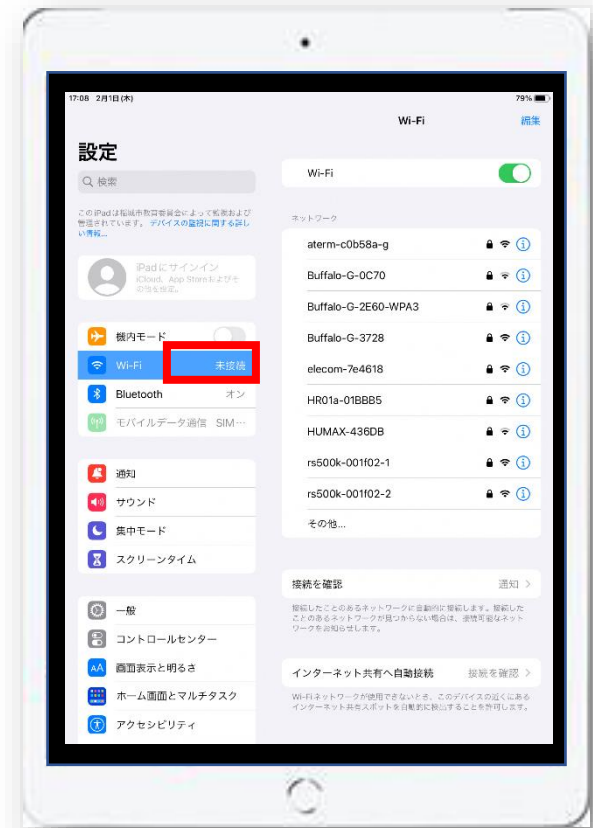 17:08 2月1日(木)
79%
Wi-Fi
編集
設定
検索
このiPadは稲城市教育委員会によって監視および
管理されています。 デバイスの監視に関する詳し
い情報...
iPadにサインイン
iCloud、App Storeおよびそ
の他を設定。
機内モード
Wi-Fi 未接続
Bluetooth オン
モバイルデータ通信 SIM…
通知
サウンド
集中モード
スクリーンタイム
一般
コントロールセンター
AA 画面表示と明るさ
ホーム画面とマルチタスク
アクセシビリティ
Wi-Fi
ネットワーク
aterm-c0b58a-g
Buffalo-G-0C70
Buffalo-G-2E60-WPA3
Buffalo-G-3728
elecom-7e4618
HR01a-01BBB5
HUMAX-436DB
rs500k-001f02-1
rs500k-001f02-2
その他...
接続を確認 通知
接続したことのあるネットワークに自動的に接続します。接続した
ことのあるネットワークが見つからない場合は、接続可能なネット
ワークをお知らせします。
インターネット共有へ自動接続 接続を確認
Wi-Fiネットワークが使用できないとき、このデバイスの近くにある
インターネット共有スポットを自動的に検出することを許可します。